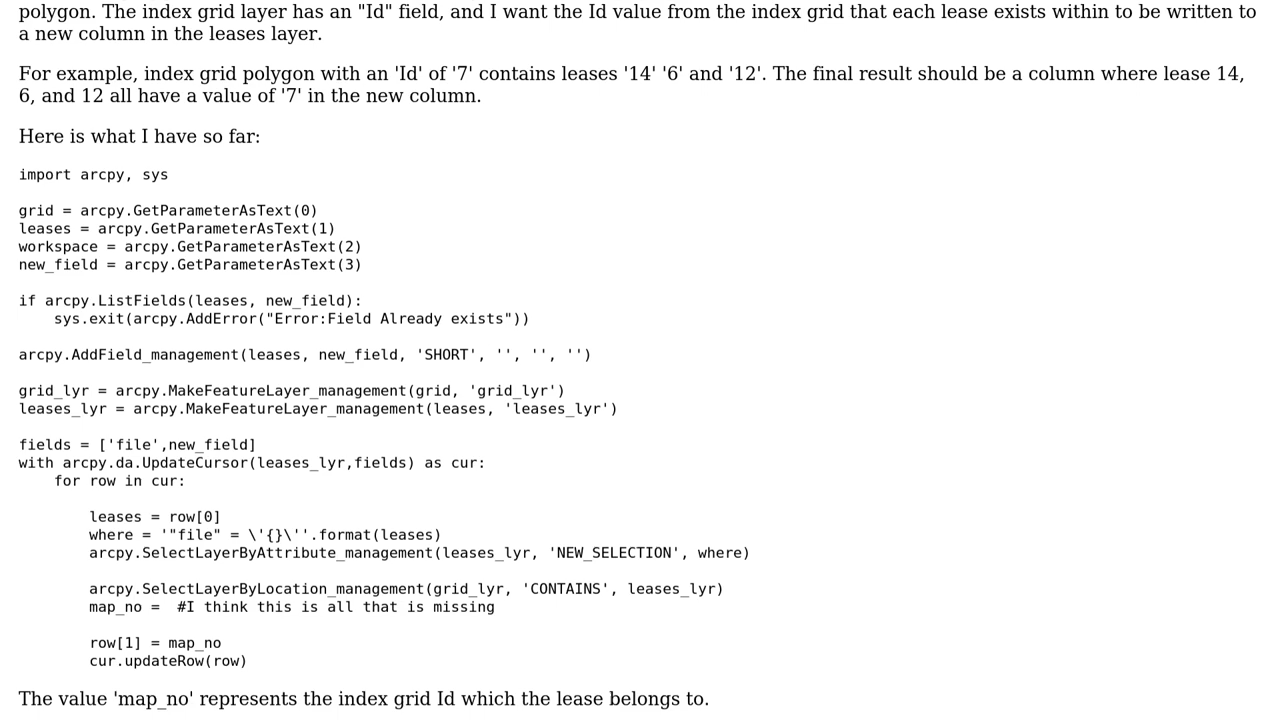 polygon. The index grid layer has an "Id" field, and I want the Id value from the index grid that each lease exists within to be written to
a new column in the leases layer.
For example, index grid polygon with an 'Id' of '7' contains leases '14' '6' and '12'. The final result should be a column where lease 14,
6, and 12 all have a value of '7' in the new column.
Here is what I have so far:
import arcpy, sys
grid = arcpy.GetParameterAsText(0)
leases = arcpy.GetParameterAsText(1)
workspace = arcpy.GetParameterAsText(2)
new_field = arcpy.GetParameterAsText(3)
if arcpy.ListFields(leases, new_field):
    sys.exit(arcpy.AddError("Error:Field Already exists"))
arcpy.AddField_management(leases, new_field, 'SHORT', '', '', '')
grid_lyr = arcpy.MakeFeatureLayer_management(grid, 'grid_lyr')
leases_lyr = arcpy.MakeFeatureLayer_management(leases, 'leases_lyr')
fields = ['file',new_field]
with arcpy.da.UpdateCursor(leases_lyr,fields) as cur:
    for row in cur:
        leases = row[0]
        where = '"file" = \'{}\''.format(leases)
        arcpy.SelectLayerByAttribute_management(leases_lyr, 'NEW_SELECTION', where)
        arcpy.SelectLayerByLocation_management(grid_lyr, 'CONTAINS', leases_lyr)
        map_no =  #I think this is all that is missing
        row[1] = map_no
        cur.updateRow(row)
The value 'map_no' represents the index grid Id which the lease belongs to.